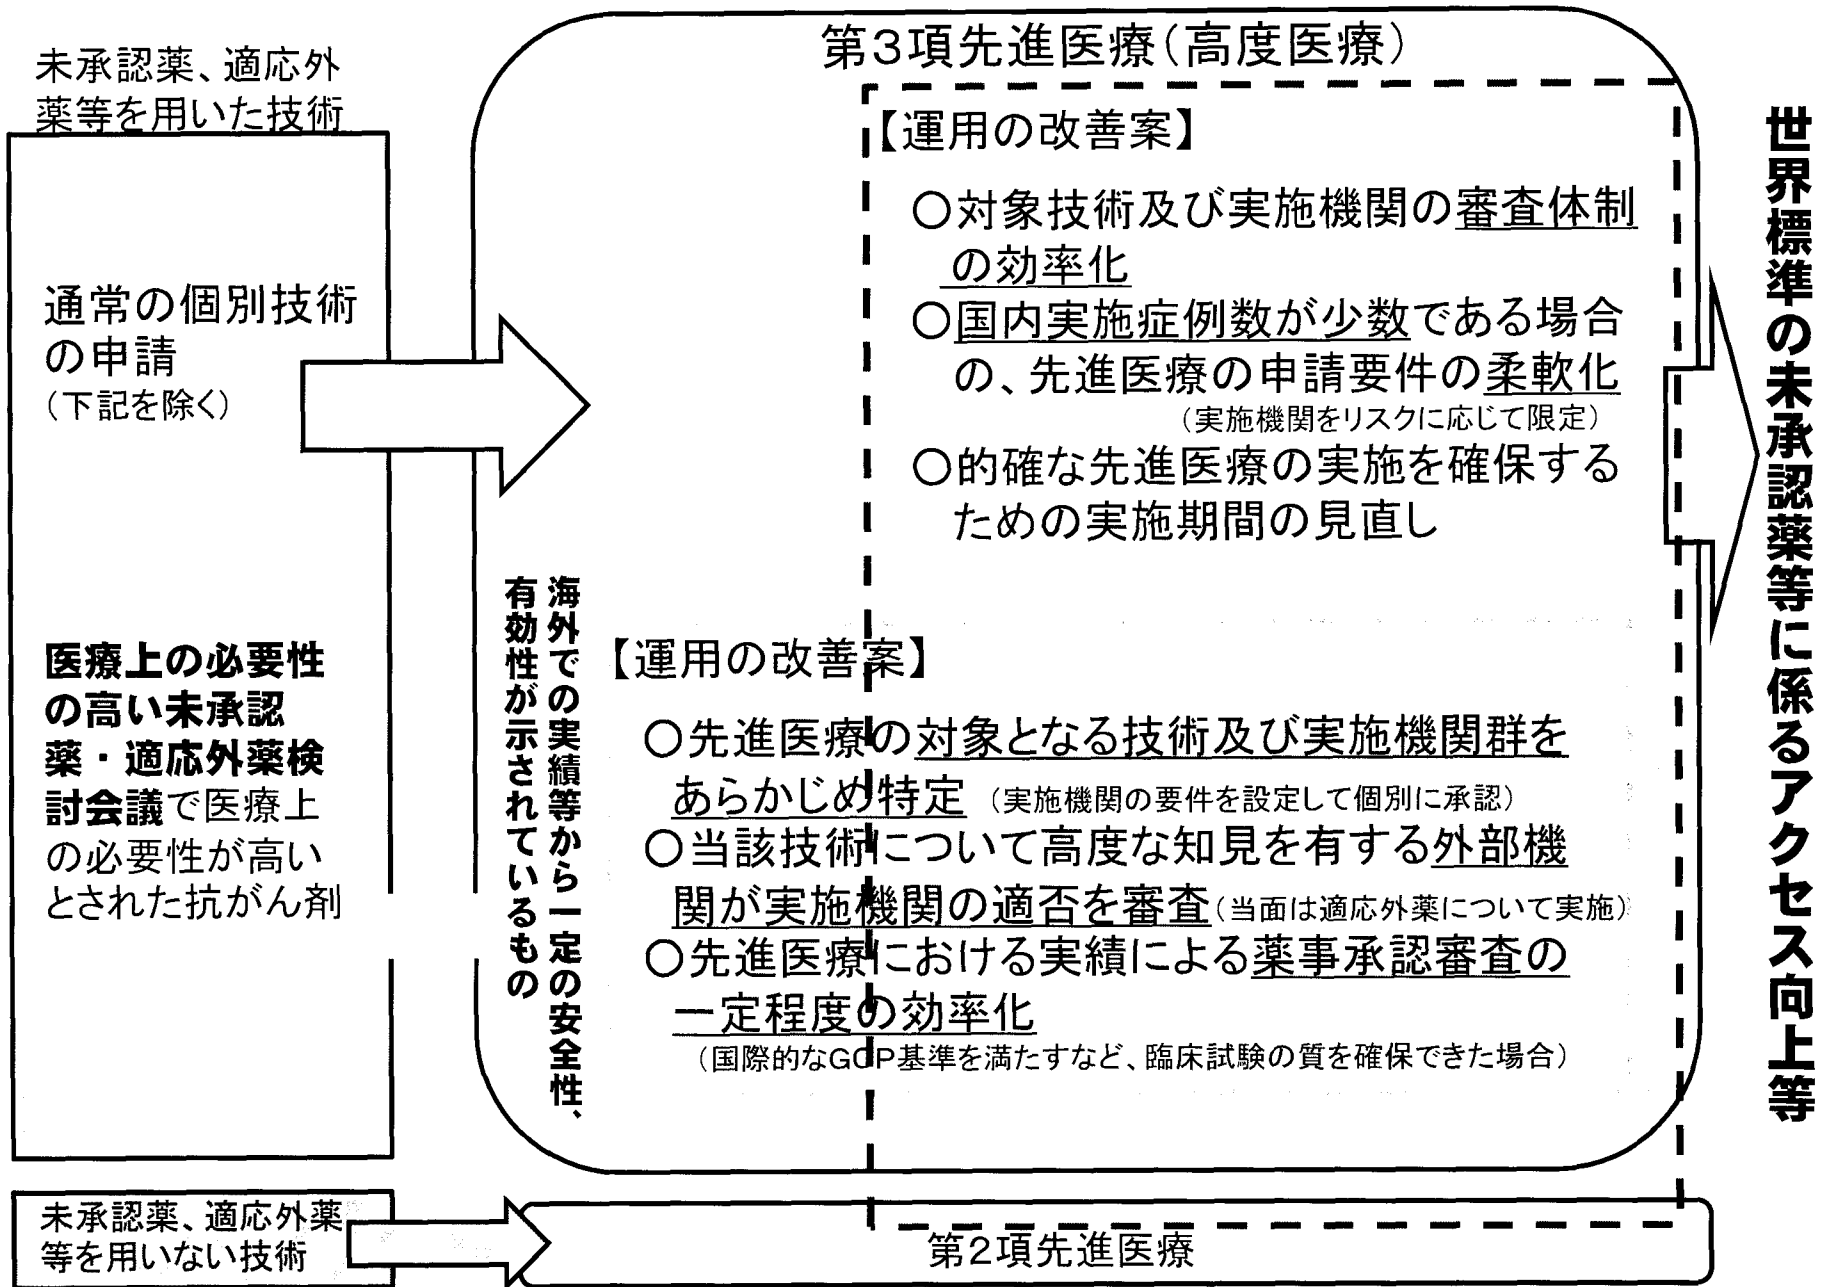 第3項先進医療(高度医療)
未承認薬、適応外
薬等を用いた技術
通常の個別技術
の申請
(下記を除く)
医療上の必要性
の高い未承認
薬・適応外薬検
討会議で医療上
の必要性が高い
とされた抗がん剤
海外での実績等から一定の安全性、
有効性が示されているもの
【運用の改善案】
○対象技術及び実施機関の審査体制
の効率化
○国内実施症例数が少数である場合
の、先進医療の申請要件の柔軟化
(実施機関をリスクに応じて限定)
○的確な先進医療の実施を確保する
ための実施期間の見直し
【運用の改善案】
○先進医療の対象となる技術及び実施機関群を
あらかじめ特定(実施機関の要件を設定して個別に承認)
○当該技術について高度な知見を有する外部機
関が実施機関の適否を審査(当面は適応外薬について実施)
○先進医療における実績による薬事承認審査の
一定程度の効率化
(国際的なGCP基準を満たすなど、臨床試験の質を確保できた場合)
世界標準の未承認薬等に係るアクセス向上等
未承認薬、適応外薬
等を用いない技術
第2項先進医療